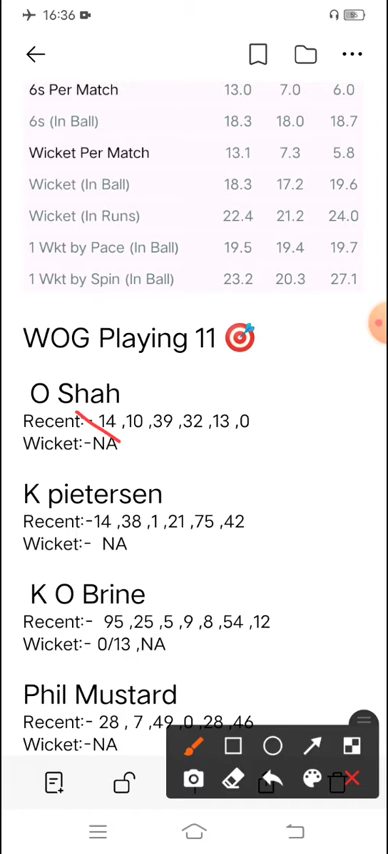 16:36
6s Per Match 13.0 7.0 6.0
6s (In Ball) 18.3 18.0 18.7
Wicket Per Match 13.1 7.3 5.8
Wicket (In Ball) 18.3 17.2 19.6
Wicket (In Runs) 22.4 21.2 24.0
1 Wkt by Pace (In Ball) 19.5 19.4 19.7
1 Wkt by Spin (In Ball) 23.2 20.3 27.1
WOG Playing 11 🎯
O Shah
Recent:- 14 ,10 ,39 ,32 ,13 ,0
Wicket:-NA
K pietersen
Recent:-14 ,38 ,1 ,21 ,75 ,42
Wicket:- NA
K O Brine
Recent:- 95 ,25 ,5 ,9 ,8 ,54 ,12
Wicket:- 0/13 ,NA
Phil Mustard
Recent:- 28 , 7 ,49 ,0 ,28 ,46
Wicket:-NA